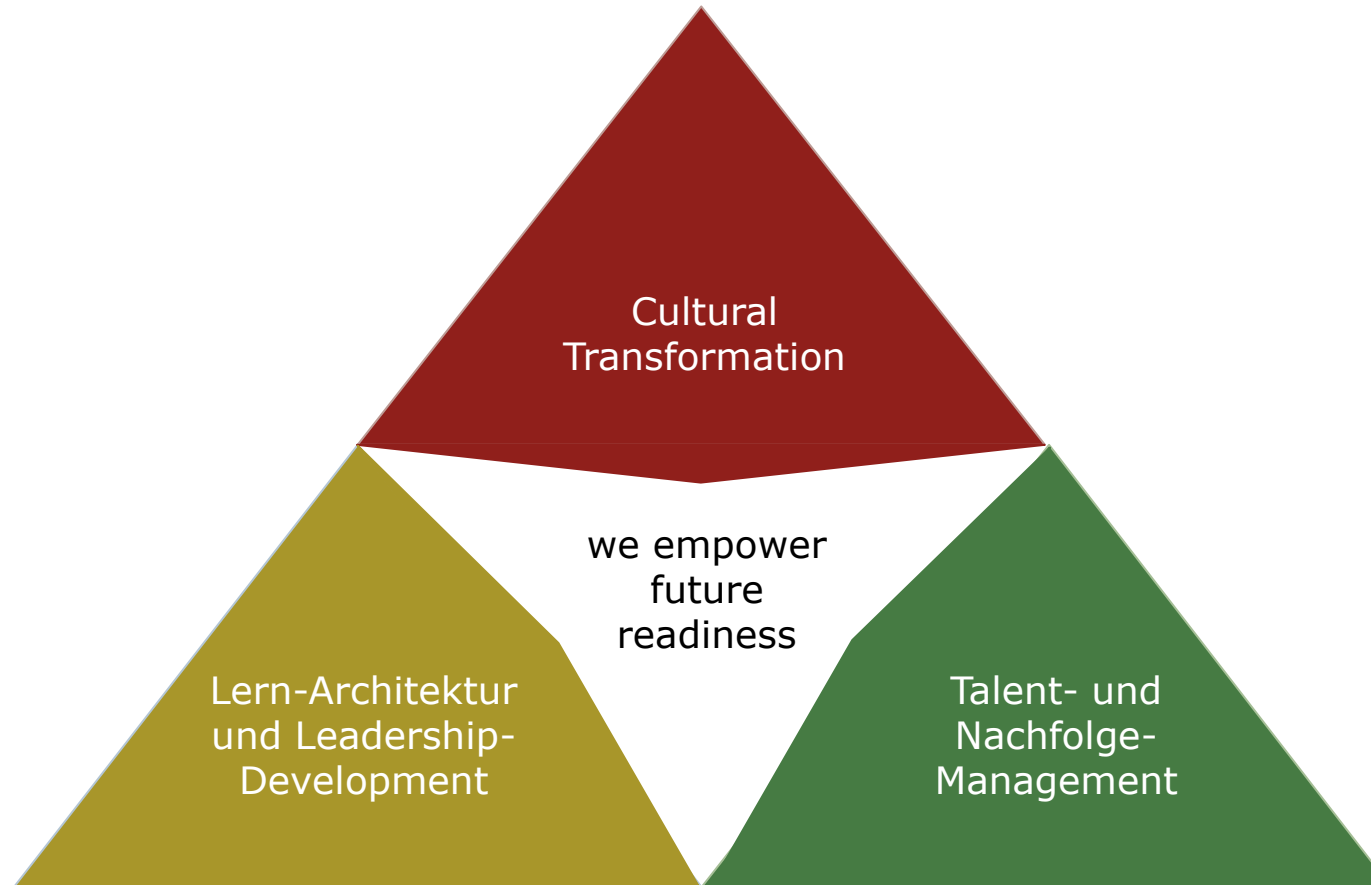 Cultural
Transformation
we empower
future
readiness
Lern-Architektur
und Leadership-
Development
Talent- und
Nachfolge-
Management